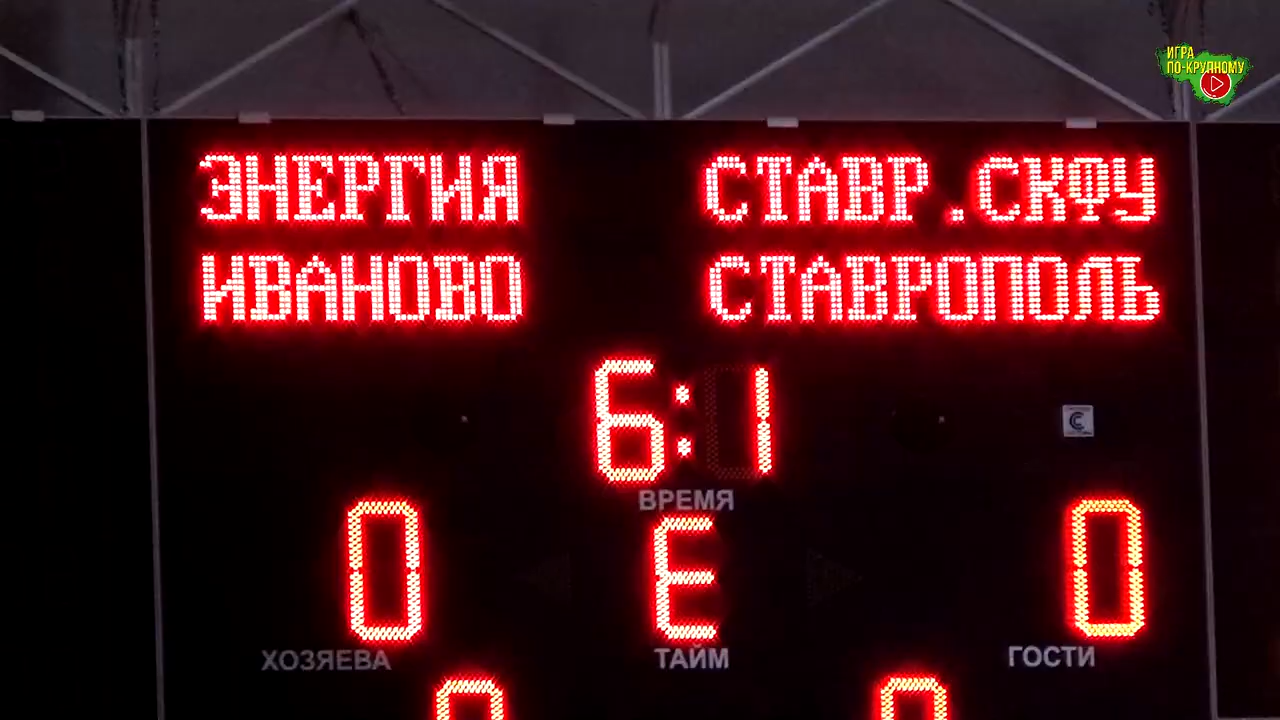 ИГРА
ПО-КРУПНОМУ
ЭНЕРГИЯ
ИВАНОВО
СТАВР.СКФУ
СТАВРОПОЛЬ
6:1
ВРЕМЯ
0 E 0
ХОЗЯЕВА ТАЙМ ГОСТИ